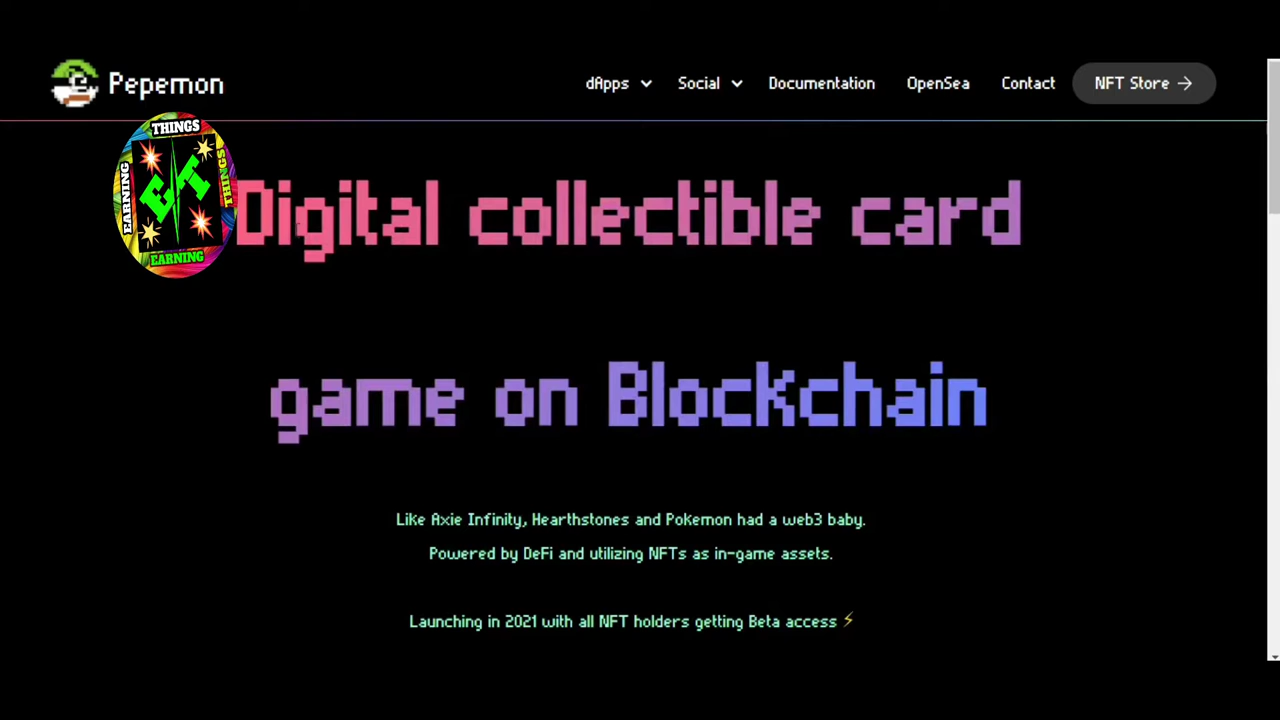 Pepemon
dApps
Social
Documentation
OpenSea
Contact
NFT Store
THINGS
EARNING
THINGS
ET
EARNING
Digital collectible card
game on Blockchain
Like Axie Infinity, Hearthstones and Pokemon had a web3 baby.
Powered by DeFi and utilizing NFTs as in-game assets.
Launching in 2021 with all NFT holders getting Beta access ⚡